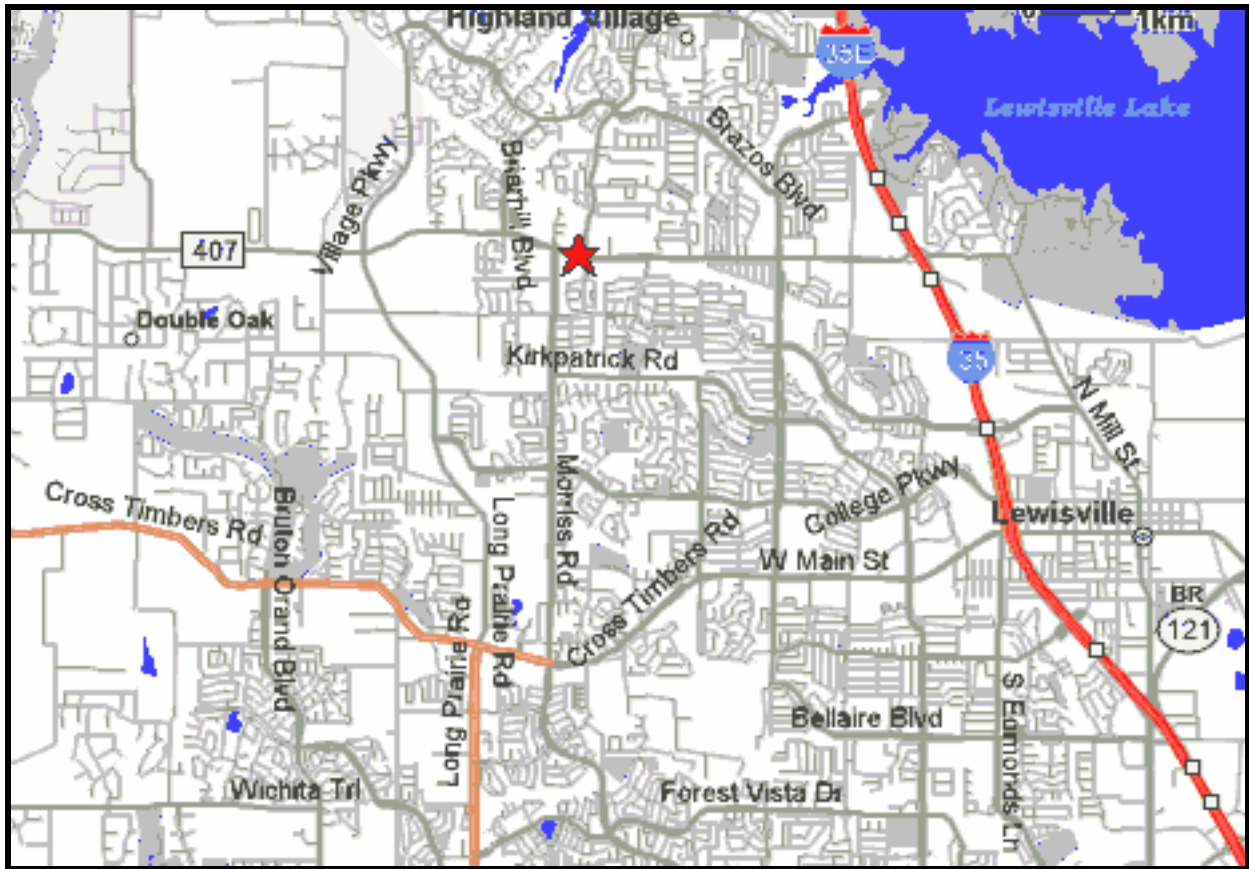 Highland Village
1km
35E
Lewisville Lake
Brazos Blvd
Village Pkwy
Briarhill Blvd
407
Double Oak
Kirkpatrick Rd
35
N Mill St
Morriss Rd
College Pkwy
Cross Timbers Rd
Bruton Orand Blvd
Long Prairie Rd
Cross Timbers Rd
Lewisville
W Main St
BR
121
Long Prairie Rd
S Edmonds Ln
Bellaire Blvd
Wichita Trl
Forest Vista Dr